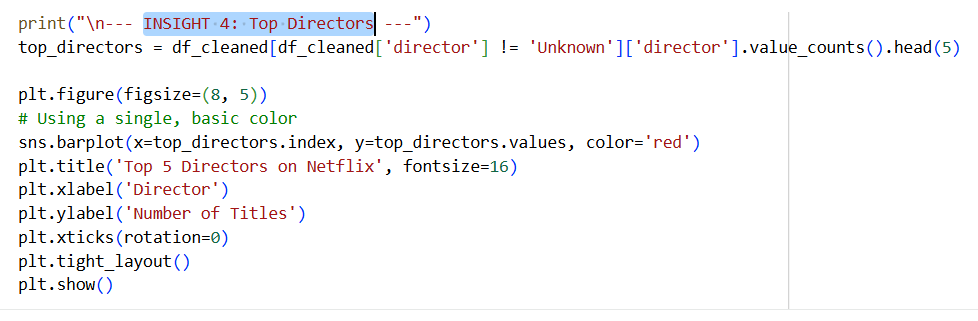 print("\n--- INSIGHT 4: Top Directors ---")
top_directors = df_cleaned[df_cleaned['director'] != 'Unknown']['director'].value_counts().head(5)
plt.figure(figsize=(8, 5))
# Using a single, basic color
sns.barplot(x=top_directors.index, y=top_directors.values, color='red')
plt.title('Top 5 Directors on Netflix', fontsize=16)
plt.xlabel('Director')
plt.ylabel('Number of Titles')
plt.xticks(rotation=0)
plt.tight_layout()
plt.show()